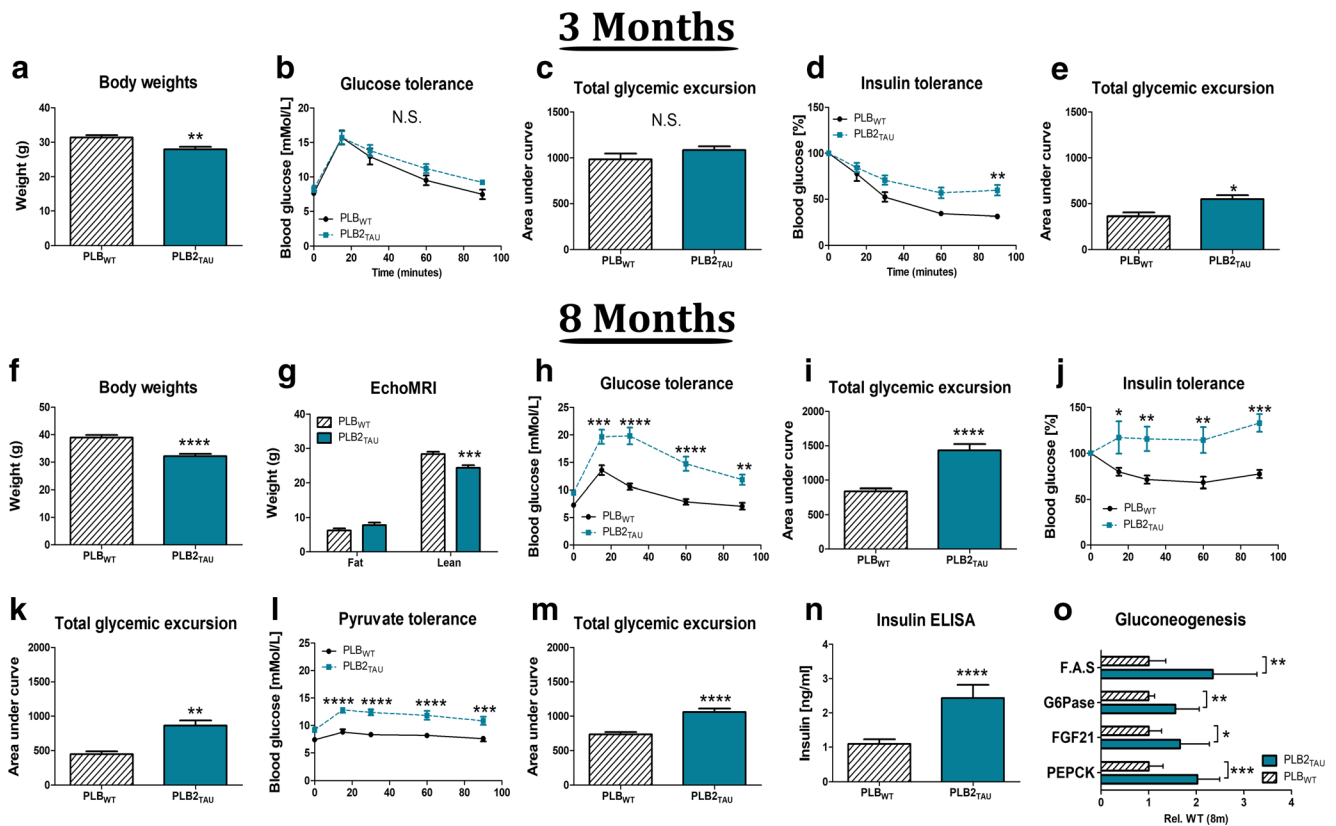 3 Months
a
Body weights
Weight (g)
40
30
20
10
0
**
PLBWT
PLB2TAU
b
Glucose tolerance
Blood glucose [mMol/L]
20
15
10
5
0
N.S.
PLBWT
PLB2TAU
0 20 40 60 80 100
Time (minutes)
c
Total glycemic excursion
Area under curve
1500
1000
500
0
N.S.
PLBWT
PLB2TAU
d
Insulin tolerance
Blood glucose [%]
150
100
50
0
PLBWT
PLB2TAU
**
0 20 40 60 80 100
Time (minutes)
e
Total glycemic excursion
Area under curve
1500
1000
500
0
*
PLBWT
PLB2TAU
8 Months
f
Body weights
Weight (g)
50
40
30
20
10
0
****
PLBWT
PLB2TAU
g
EchoMRI
Weight (g)
40
30
20
10
0
PLBWT
PLB2TAU
***
Fat
Lean
h
Glucose tolerance
Blood glucose [mMol/L]
25
20
15
10
5
0
*** **** **** **
PLBWT
PLB2TAU
0 20 40 60 80 100
i
Total glycemic excursion
Area under curve
2000
1500
1000
500
0
****
PLBWT
PLB2TAU
j
Insulin tolerance
Blood glucose [%]
150
100
50
0
* ** ** ***
PLBWT
PLB2TAU
0 20 40 60 80 100
k
Total glycemic excursion
Area under curve
2000
1500
1000
500
0
**
PLBWT
PLB2TAU
l
Pyruvate tolerance
Blood glucose [mMol/L]
25
20
15
10
5
0
PLBWT
PLB2TAU
**** **** **** ***
0 20 40 60 80 100
m
Total glycemic excursion
Area under curve
2000
1500
1000
500
0
****
PLBWT
PLB2TAU
n
Insulin ELISA
Insulin [ng/ml]
4
3
2
1
0
****
PLBWT
PLB2TAU
o
Gluconeogenesis
F.A.S
**
G6Pase
**
FGF21
*
PEPCK
***
PLB2TAU
PLBWT
0 1 2 3 4
Rel. WT (8m)